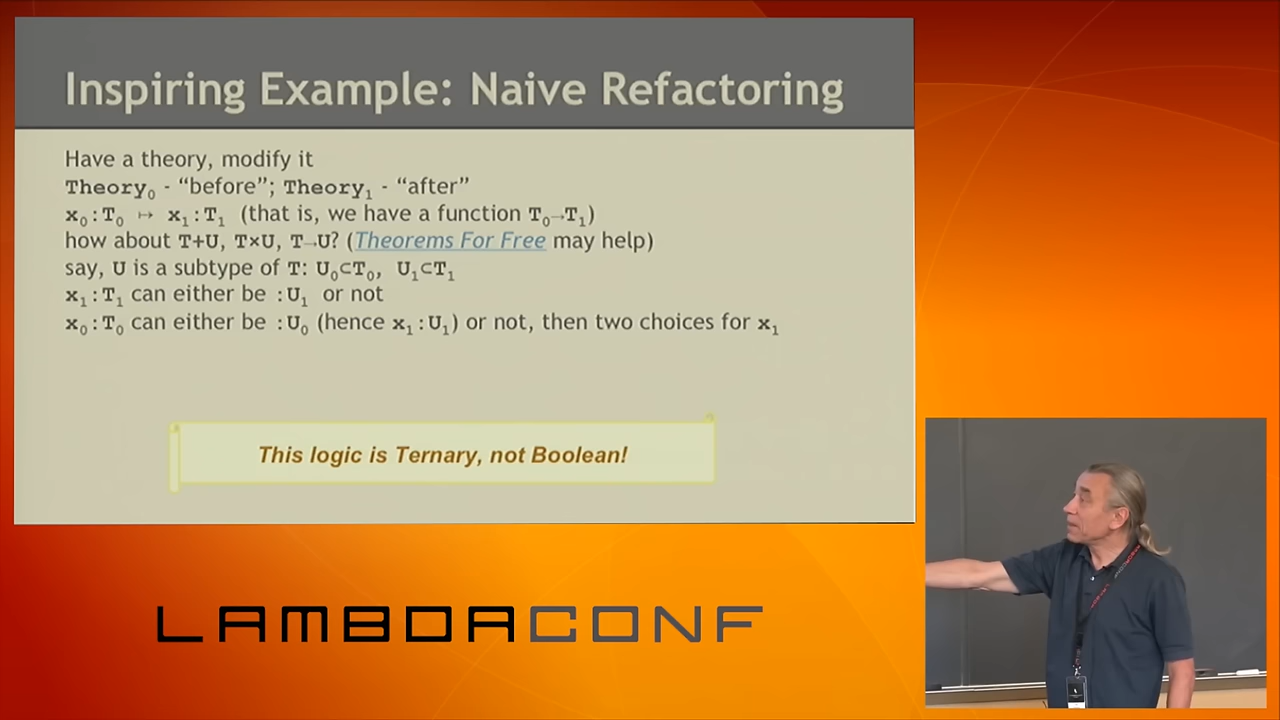 Inspiring Example: Naive Refactoring
Have a theory, modify it
Theory₀ - “before”; Theory₁ - “after”
x₀:T₀ ↦ x₁:T₁ (that is, we have a function T₀→T₁)
how about T+U, T×U, T→U? (Theorems For Free may help)
say, U is a subtype of T: U₀⊂T₀, U₁⊂T₁
x₁:T₁ can either be :U₁ or not
x₀:T₀ can either be :U₀ (hence x₁:U₁) or not, then two choices for x₁
This logic is Ternary, not Boolean!
LAMBDACONF